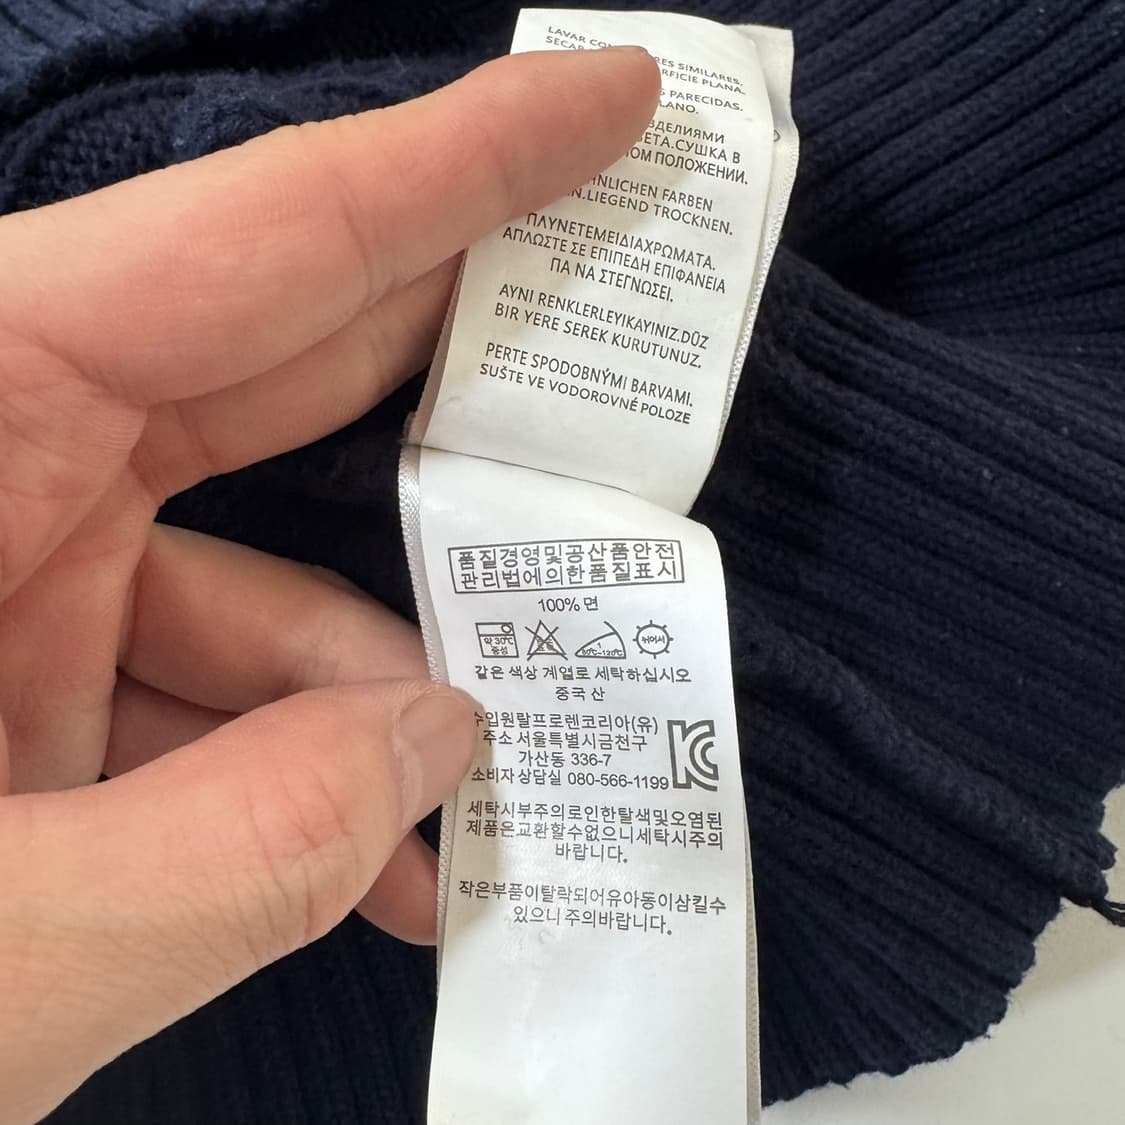 LAVAR
RES SIMILARES.
SECAR
RFICIE PLANA.
PARECIDAS.
LANO.
ЗДЕЛИЯМИ
ВЕТА.СУШКА В
ОМ ПОЛОЖЕНИИ.
HNLICHEN FARBEN
N.LIEGEND TROCKNEN.
ΠΛΥΝΕΤΕΜΕΙΔΙΑΧΡΩΜΑΤΑ.
ΑΠΛΩΣΤΕ ΣΕ ΕΠΙΠΕΔΗ ΕΠΙΦΑΝΕΙΑ
ΓΙΑ ΝΑ ΣΤΕΓΝΩΣΕΙ.
AYNI RENKLERLEYIKAYINIZ.DÜZ
BIR YERE SEREK KURUTUNUZ.
PERTE SPODOBNÝMI BARVAMI.
SUŠTE VE VODOROVNÉ POLOZE
품질경영및공산품안전
관리법에의한품질표시
100% 면
약 30℃
중성
1
80℃-120℃
뉘어서
같은 색상 계열로 세탁하십시오
중국 산
수입원랄프로렌코리아(유)
주소 서울특별시금천구
가산동 336-7
소비자 상담실 080-566-1199
세탁시부주의로인한탈색및오염된
제품은교환할수없으니세탁시주의
바랍니다.
작은부품이탈락되어유아동이삼킬수
있으니 주의바랍니다.